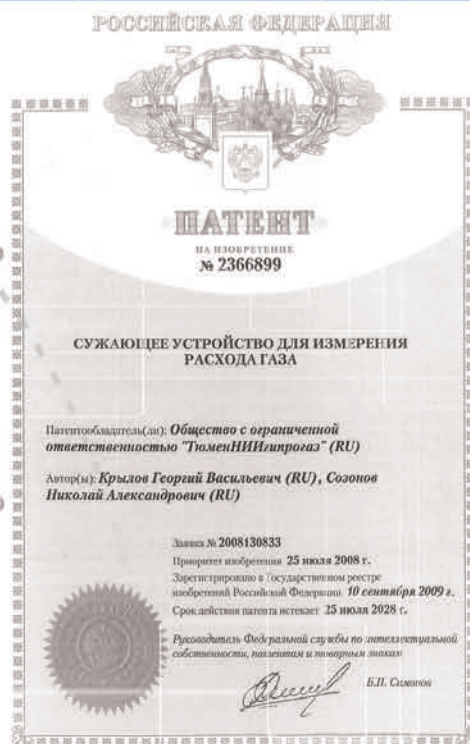 РОССИЙСКАЯ ФЕДЕРАЦИЯ
ПАТЕНТ
НА ИЗОБРЕТЕНИЕ
№ 2366899
СУЖАЮЩЕЕ УСТРОЙСТВО ДЛЯ ИЗМЕРЕНИЯ
РАСХОДА ГАЗА
Патентообладатель(ли): Общество с ограниченной
ответственностью "ТюменНИИгипрогаз" (RU)
Автор(ы): Крылов Георгий Васильевич (RU), Созонов
Николай Александрович (RU)
Заявка № 2008130833
Приоритет изобретения 25 июля 2008 г.
Зарегистрировано в Государственном реестре
изобретений Российской Федерации 10 сентября 2009 г.
Срок действия патента истекает 25 июля 2028 г.
Руководитель Федеральной службы по интеллектуальной
собственности, патентам и товарным знакам
Б.П. Симонов